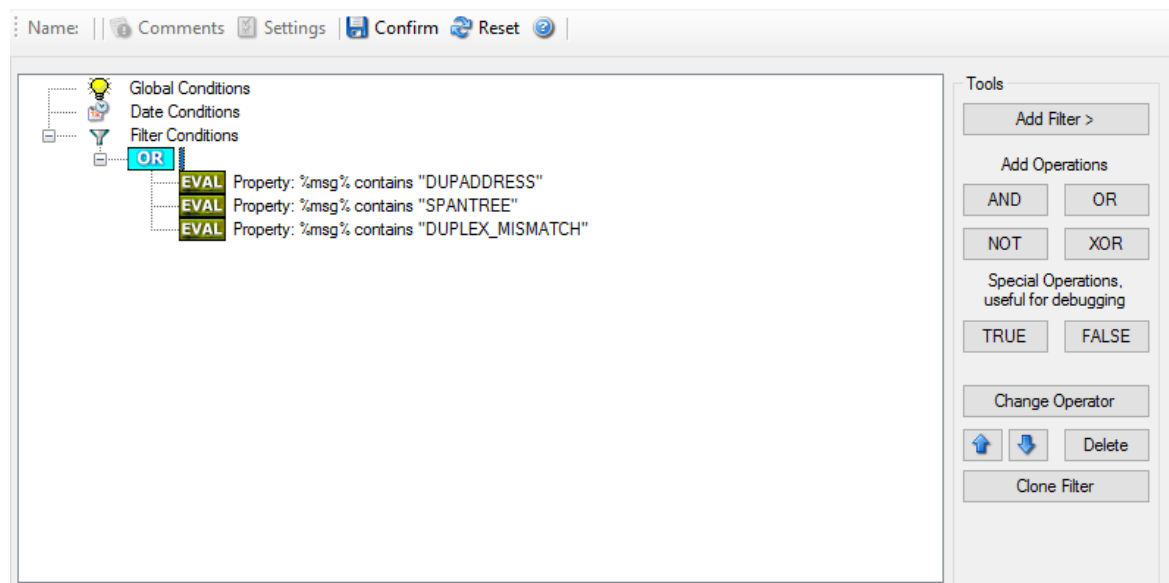 Name: Comments Settings Confirm Reset ?
Global Conditions
Date Conditions
Filter Conditions
OR
EVAL Property: %msg% contains "DUPADDRESS"
EVAL Property: %msg% contains "SPANTREE"
EVAL Property: %msg% contains "DUPLEX_MISMATCH"
Tools
Add Filter >
Add Operations
AND OR
NOT XOR
Special Operations,
useful for debugging
TRUE FALSE
Change Operator
Delete
Clone Filter